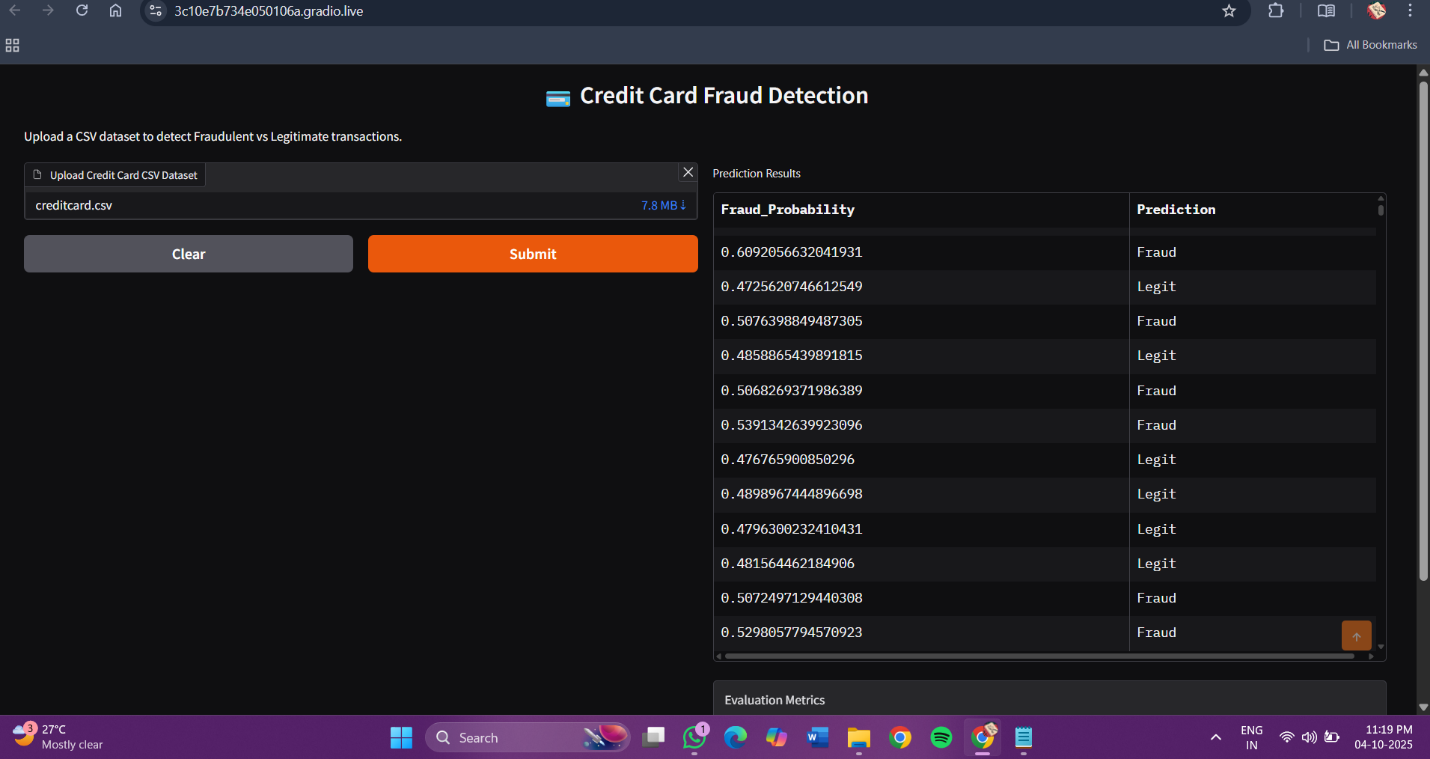 3c10e7b734e050106a.gradio.live
All Bookmarks
Credit Card Fraud Detection
Upload a CSV dataset to detect Fraudulent vs Legitimate transactions.
Upload Credit Card CSV Dataset
creditcard.csv 7.8 MB ↓
Clear Submit
Prediction Results
Fraud_Probability Prediction
0.6092056632041931 Fraud
0.4725620746612549 Legit
0.5076398849487305 Fraud
0.4858865439891815 Legit
0.5068269371986389 Fraud
0.5391342639923096 Fraud
0.476765900850296 Legit
0.4898967444896698 Legit
0.4796300232410431 Legit
0.481564462184906 Legit
0.5072497129440308 Fraud
0.5298057794570923 Fraud
Evaluation Metrics
3
27°C
Mostly clear
Search
W
1
ENG
IN
11:19 PM
04-10-2025